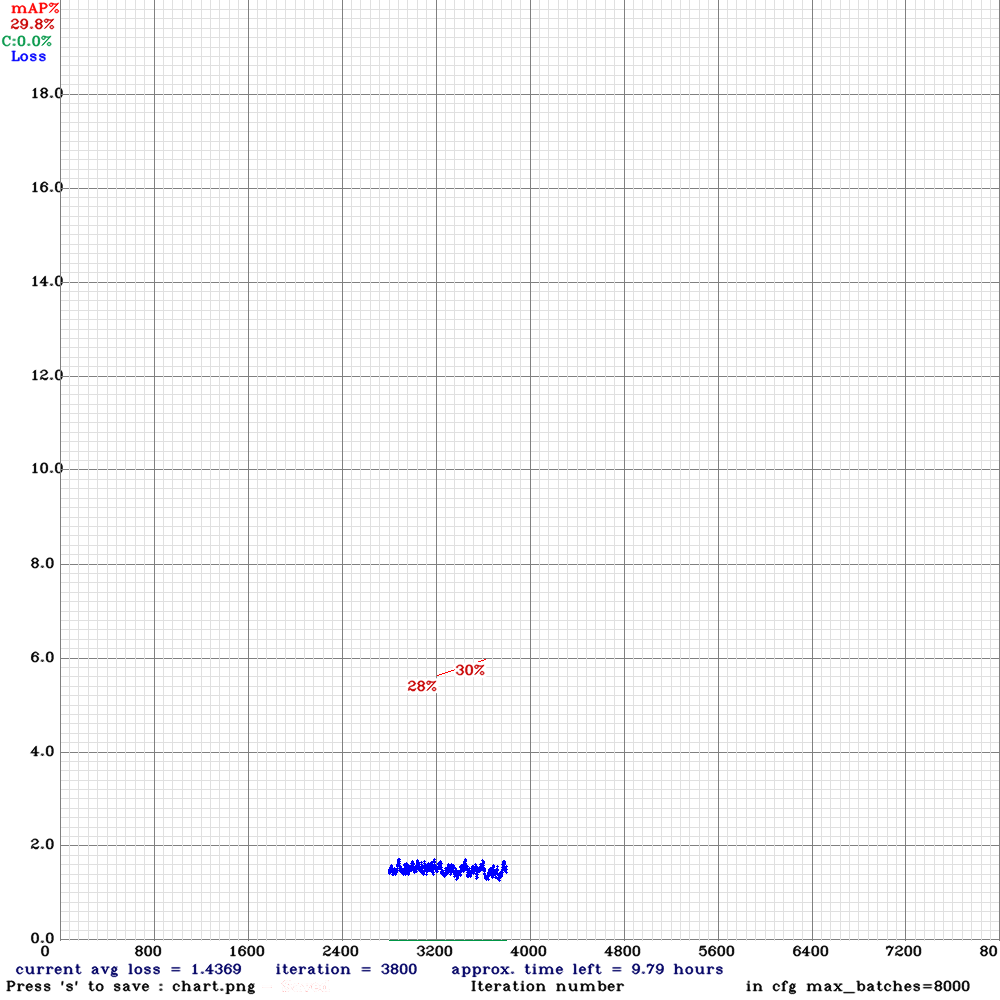 mAP%
29.8%
C:0.0%
Loss
18.0
16.0
14.0
12.0
10.0
8.0
6.0
30%
28%
4.0
2.0
0.0
0 800 1600 2400 3200 4000 4800 5600 6400 7200 80
current avg loss = 1.4369 iteration = 3800 approx. time left = 9.79 hours
Press 's' to save : chart.png Iteration number in cfg max_batches=8000